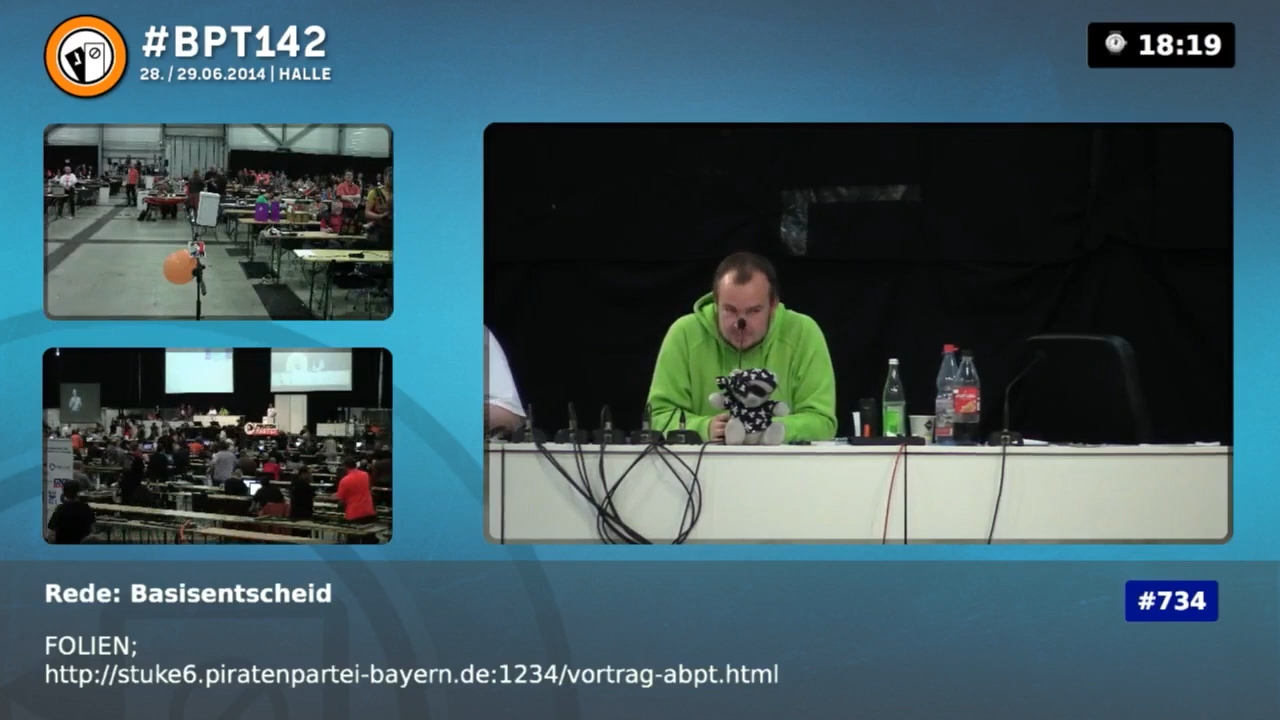 #BPT142
28. / 29.06.2014 | HALLE
18:19
Rede: Basisentscheid
#734
FOLIEN;
http://stuke6.piratenpartei-bayern.de:1234/vortrag-abpt.html